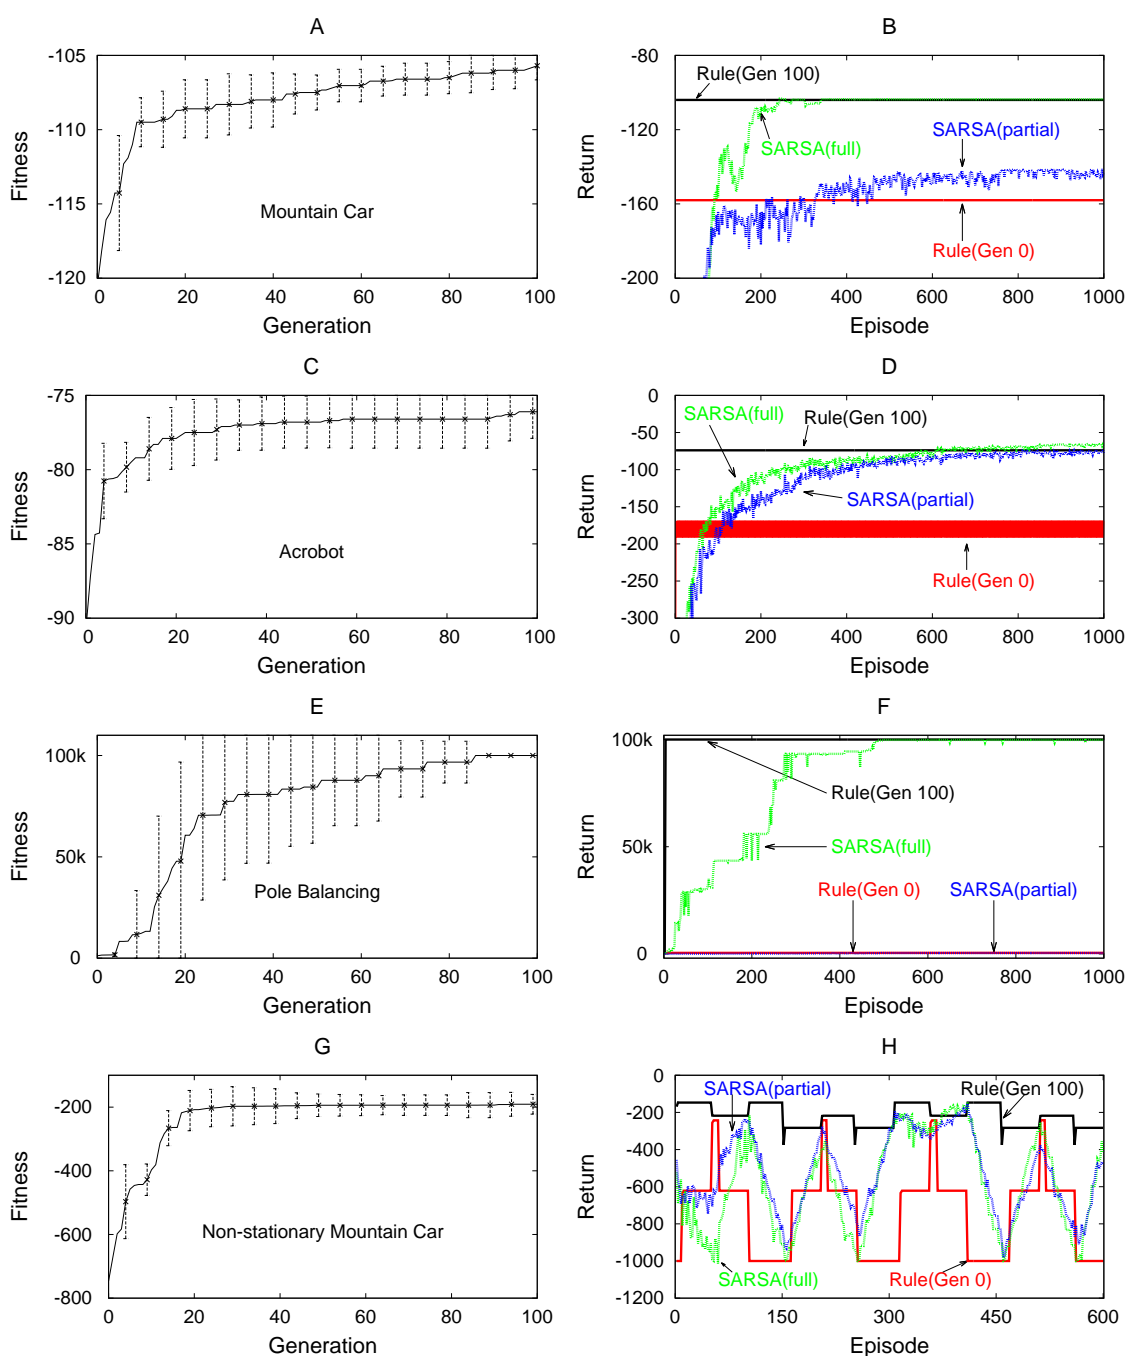 A
-105
-110
-115
-120
Fitness
Mountain Car
0 20 40 60 80 100
Generation
B
-80
-120
-160
-200
Return
Rule(Gen 100)
SARSA(partial)
SARSA(full)
Rule(Gen 0)
0 200 400 600 800 1000
Episode
C
-75
-80
-85
-90
Fitness
Acrobot
0 20 40 60 80 100
Generation
D
0
-50
-100
-150
-200
-250
-300
Return
SARSA(full)
Rule(Gen 100)
SARSA(partial)
Rule(Gen 0)
0 200 400 600 800 1000
Episode
E
100k
50k
0
Fitness
Pole Balancing
0 20 40 60 80 100
Generation
F
100k
50k
0
Return
Rule(Gen 100)
SARSA(full)
Rule(Gen 0)
SARSA(partial)
0 200 400 600 800 1000
Episode
G
-200
-400
-600
-800
Fitness
Non-stationary Mountain Car
0 20 40 60 80 100
Generation
H
0
-200
-400
-600
-800
-1000
-1200
Return
SARSA(partial)
Rule(Gen 100)
SARSA(full)
Rule(Gen 0)
0 150 300 450 600
Episode